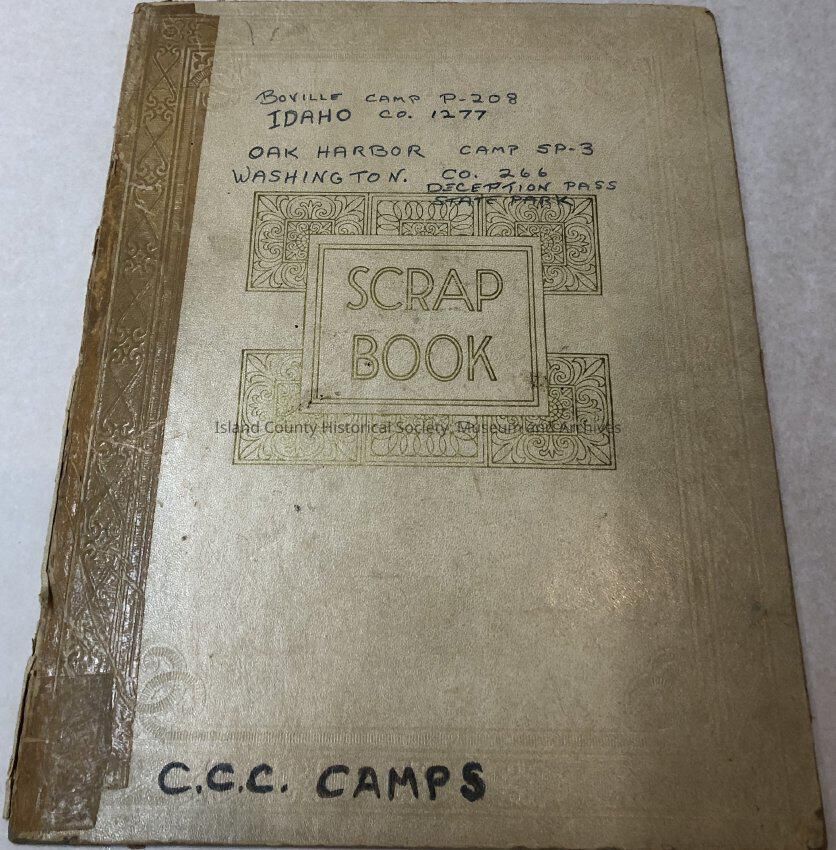 BOVILLE CAMP P-208
IDAHO CO. 1277
OAK HARBOR CAMP SP-3
WASHINGTON. CO. 266
DECEPTION PASS
STATE PARK
SCRAP
BOOK
Island County Historical Society, Museum and Archives
C.C.C. CAMPS